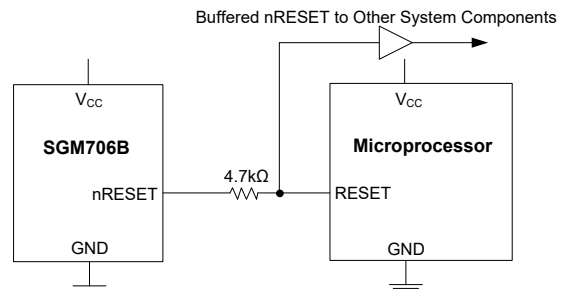 Buffered nRESET to Other System Components
VCC
VCC
SGM706B
Microprocessor
4.7kΩ
nRESET
RESET
GND
GND